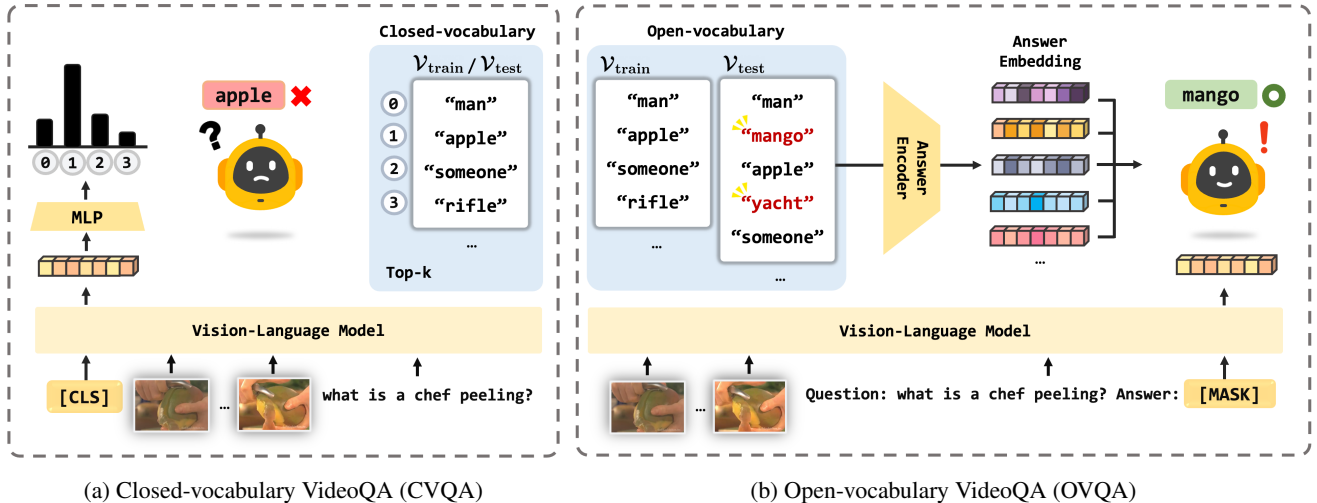 Closed-vocabulary
𝒱train / 𝒱test
0 "man"
1 "apple"
2 "someone"
3 "rifle"
...
Top-k
apple
?
0 1 2 3
MLP
Vision-Language Model
[CLS]
...
what is a chef peeling?
(a) Closed-vocabulary VideoQA (CVQA)
Open-vocabulary
𝒱train
"man"
"apple"
"someone"
"rifle"
...
𝒱test
"man"
"mango"
"apple"
"yacht"
"someone"
...
Answer
Encoder
Answer
Embedding
...
mango
!
Vision-Language Model
...
Question: what is a chef peeling? Answer: [MASK]
(b) Open-vocabulary VideoQA (OVQA)